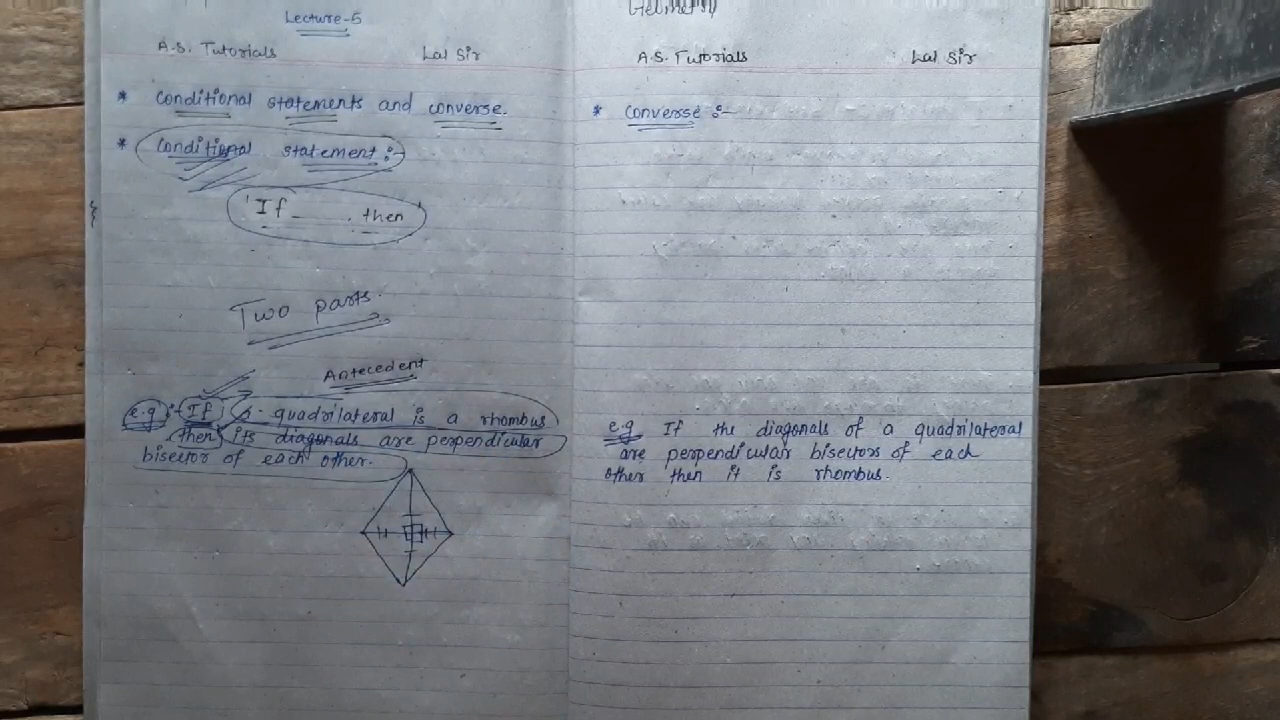 Lecture-5
A.S. Tutorials Lal Sir
* Conditional statements and converse.
* Conditional statement :-
'If ___ . then'
Two parts.
Antecedent
e.g :- If a quadrilateral is a rhombus
then its diagonals are perpendicular
bisector of each other.
A.S. Tutorials Lal Sir
* Converse :-
e.g If the diagonals of a quadrilateral
are perpendicular bisectors of each
other then it is rhombus.